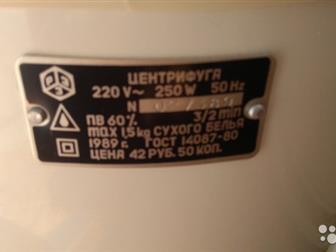 ЦЕНТРИФУГА
220 V~ 250 W 50 Hz
N
ПВ 60% 3/2 min
max 1,5 kg СУХОГО БЕЛЬЯ
1989 г. ГОСТ 14087-80
ЦЕНА 42 РУБ. 50 КОП.